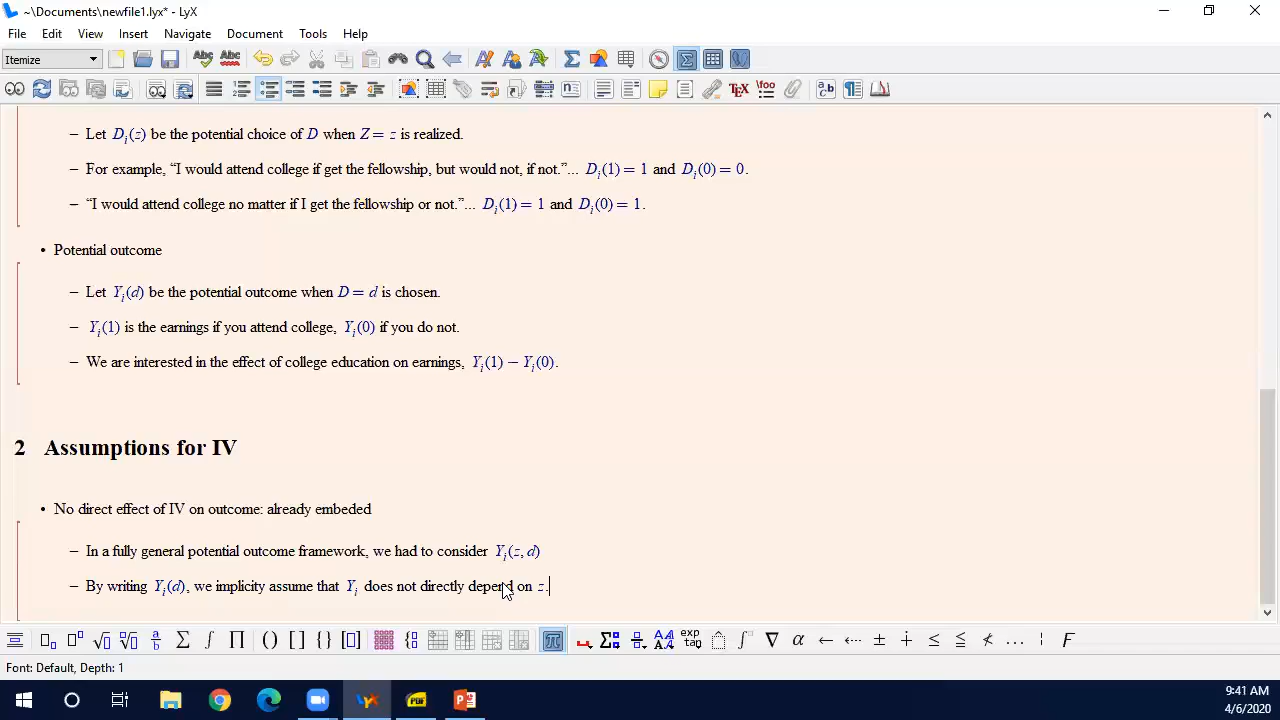 ~\Documents\newfile1.lyx* - LyX
File Edit View Insert Navigate Document Tools Help
Itemize
– Let D_i(z) be the potential choice of D when Z = z is realized.
– For example, “I would attend college if get the fellowship, but would not, if not.”... D_i(1) = 1 and D_i(0) = 0.
– “I would attend college no matter if I get the fellowship or not.”... D_i(1) = 1 and D_i(0) = 1.
• Potential outcome
– Let Y_i(d) be the potential outcome when D = d is chosen.
– Y_i(1) is the earnings if you attend college, Y_i(0) if you do not.
– We are interested in the effect of college education on earnings, Y_i(1) − Y_i(0).
2 Assumptions for IV
• No direct effect of IV on outcome: already embeded
– In a fully general potential outcome framework, we had to consider Y_i(z, d)
– By writing Y_i(d), we implicity assume that Y_i does not directly depend on z.
Font: Default, Depth: 1
9:41 AM
4/6/2020